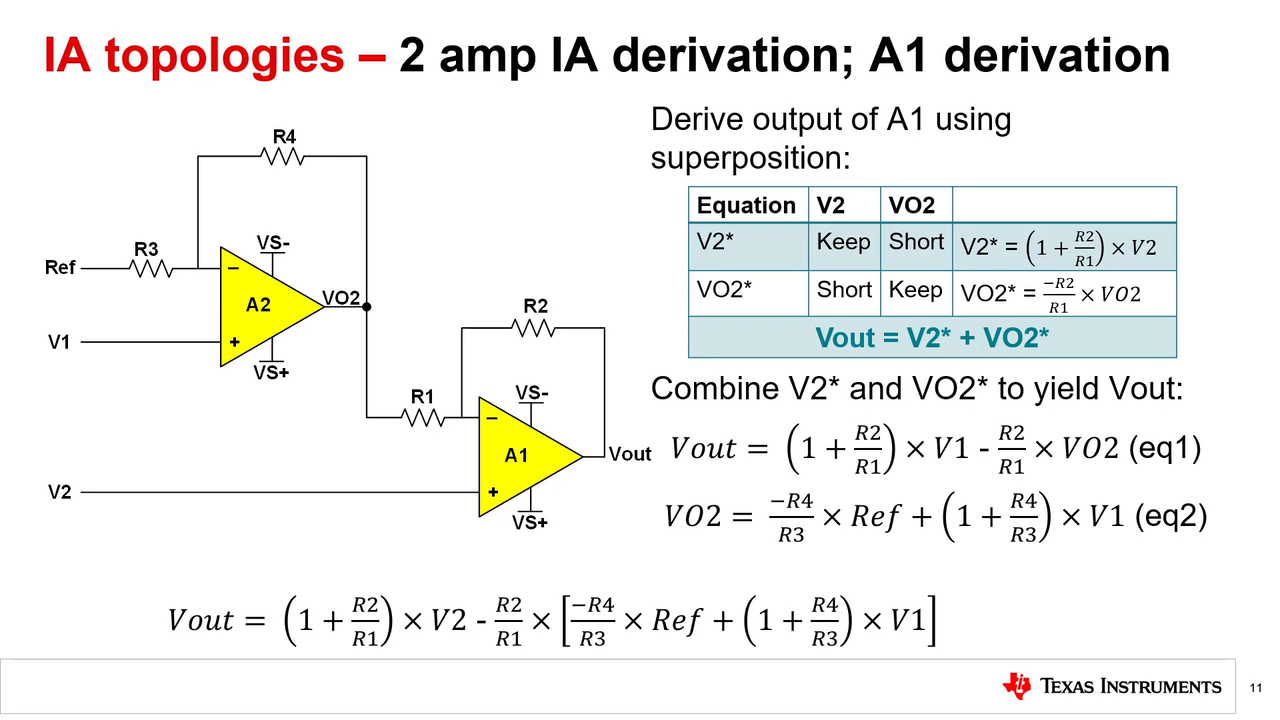 IA topologies – 2 amp IA derivation; A1 derivation
R4
R3
VS-
Ref
−
A2
VO2
V1
+
VS+
R2
R1
VS-
−
A1
Vout
V2
+
VS+
Derive output of A1 using
superposition:
Equation V2 VO2
V2* Keep Short V2* = (1 + R2/R1) × V2
VO2* Short Keep VO2* = −R2/R1 × VO2
Vout = V2* + VO2*
Combine V2* and VO2* to yield Vout:
Vout = (1 + R2/R1) × V1 - R2/R1 × VO2 (eq1)
VO2 = −R4/R3 × Ref + (1 + R4/R3) × V1 (eq2)
Vout = (1 + R2/R1) × V2 - R2/R1 × [−R4/R3 × Ref + (1 + R4/R3) × V1]
TEXAS INSTRUMENTS
11